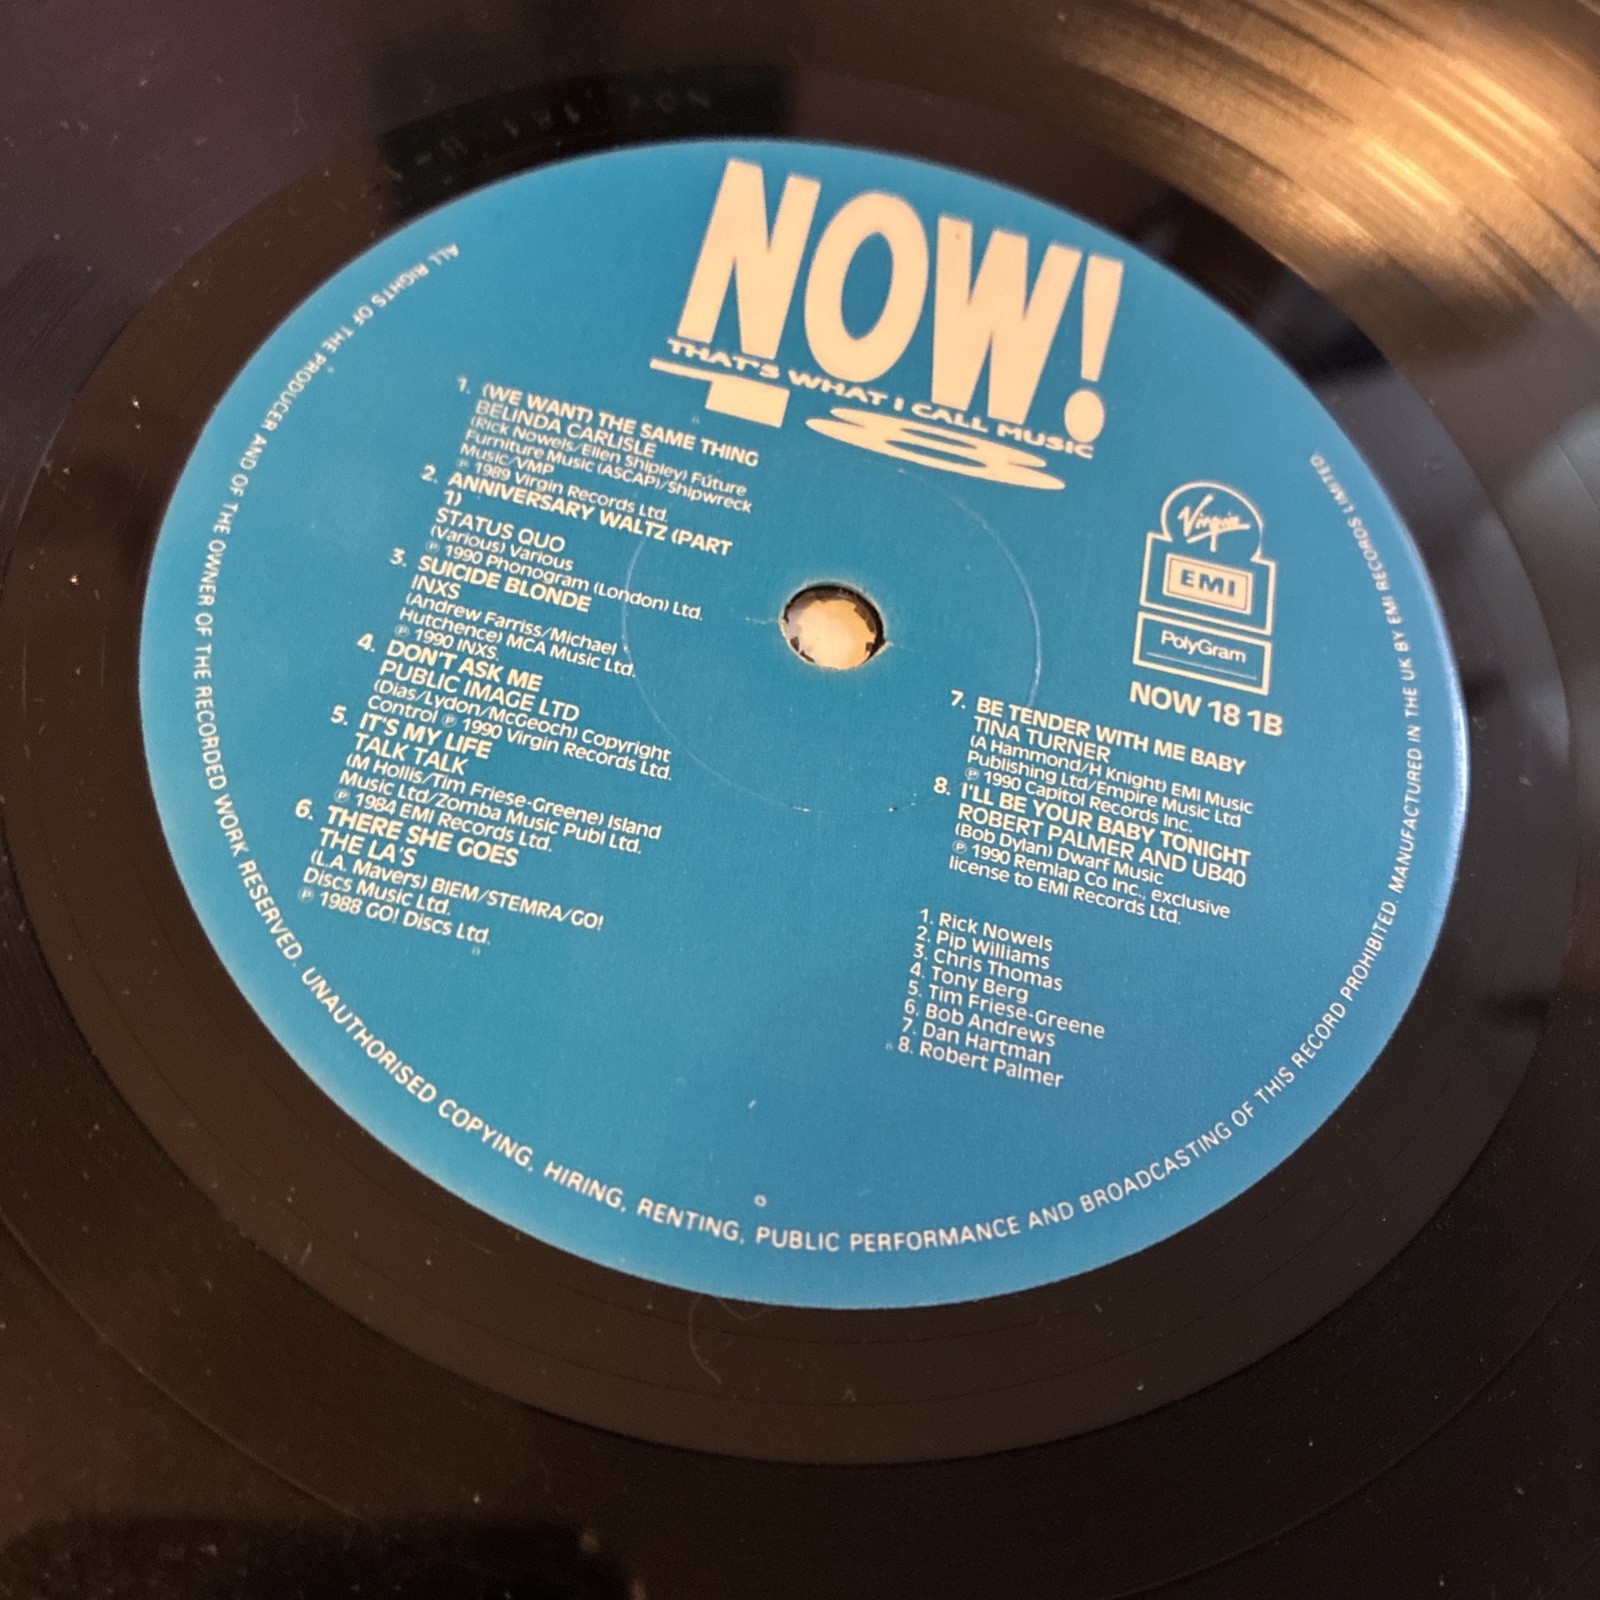 NOW!
THAT'S WHAT I CALL MUSIC
18
1. (WE WANT) THE SAME THING
BELINDA CARLISLE
(Rick Nowels/Ellen Shipley) Future
Furniture Music (ASCAP)/Shipwreck
Music/VMP
℗ 1989 Virgin Records Ltd.
2. ANNIVERSARY WALTZ (PART
1)
STATUS QUO
(Various) Various
℗ 1990 Phonogram (London) Ltd.
3. SUICIDE BLONDE
INXS
(Andrew Farriss/Michael
Hutchence) MCA Music Ltd.
℗ 1990 INXS.
4. DON'T ASK ME
PUBLIC IMAGE LTD
(Dias/Lydon/McGeoch) Copyright
Control ℗ 1990 Virgin Records Ltd.
5. IT'S MY LIFE
TALK TALK
(M Hollis/Tim Friese-Greene) Island
Music Ltd/Zomba Music Publ Ltd.
℗ 1984 EMI Records Ltd.
6. THERE SHE GOES
THE LA'S
(L.A. Mavers) BIEM/STEMRA/GO!
Discs Music Ltd.
℗ 1988 GO! Discs Ltd.
Virgin
EMI
PolyGram
NOW 18 1B
7. BE TENDER WITH ME BABY
TINA TURNER
(A Hammond/H Knight) EMI Music
Publishing Ltd/Empire Music Ltd
℗ 1990 Capitol Records Inc.
8. I'LL BE YOUR BABY TONIGHT
ROBERT PALMER AND UB40
(Bob Dylan) Dwarf Music
℗ 1990 Remlap Co Inc., exclusive
license to EMI Records Ltd.
1. Rick Nowels
2. Pip Williams
3. Chris Thomas
4. Tony Berg
5. Tim Friese-Greene
6. Bob Andrews
7. Dan Hartman
8. Robert Palmer
ALL RIGHTS OF THE PRODUCER AND OF THE OWNER OF THE RECORDED WORK RESERVED. UNAUTHORISED COPYING, HIRING, RENTING, PUBLIC PERFORMANCE AND BROADCASTING OF THIS RECORD PROHIBITED. MANUFACTURED IN THE UK BY EMI RECORDS LIMITED